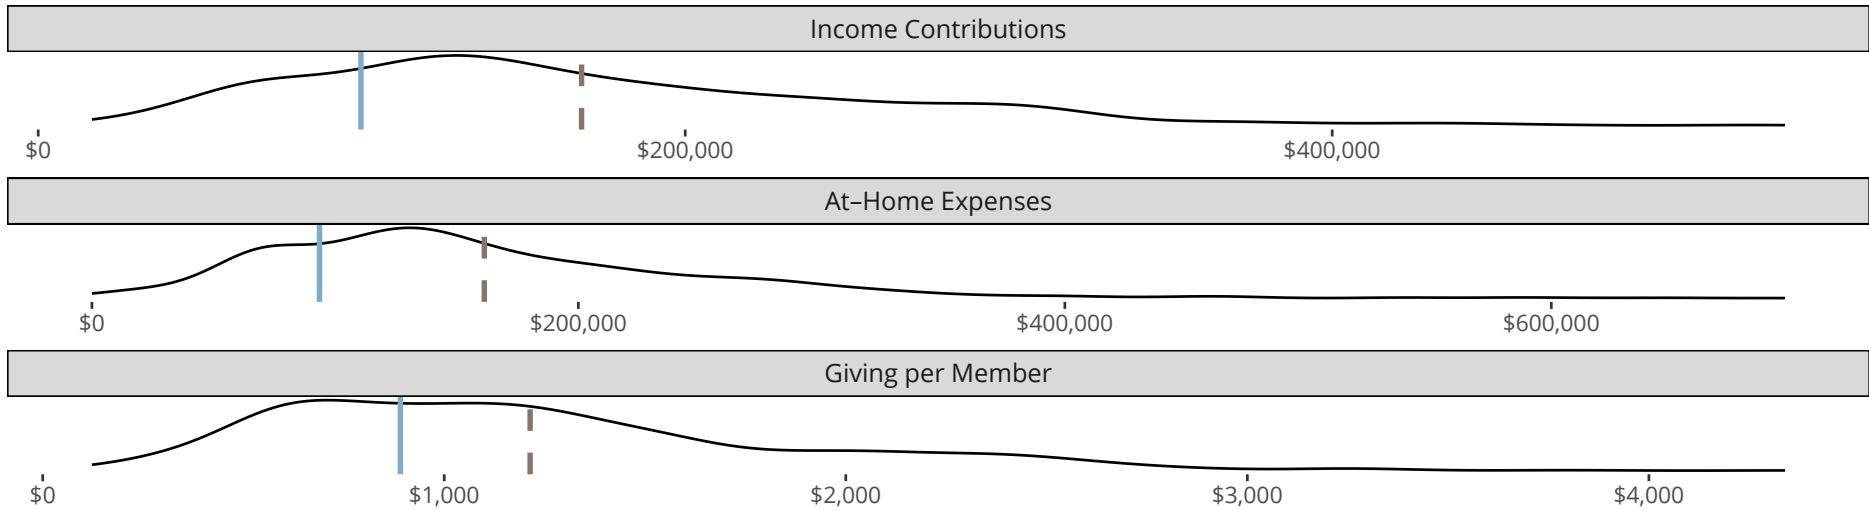 Income Contributions
$0 $200,000 $400,000
At–Home Expenses
$0 $200,000 $400,000 $600,000
Giving per Member
$0 $1,000 $2,000 $3,000 $4,000